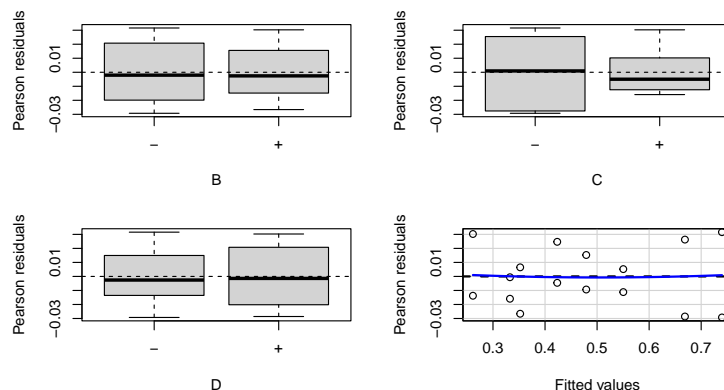 Pearson residuals
0.01
−0.03
−
+
B
Pearson residuals
0.01
−0.03
−
+
C
Pearson residuals
0.01
−0.03
−
+
D
Pearson residuals
0.01
−0.03
0.3 0.4 0.5 0.6 0.7
Fitted values